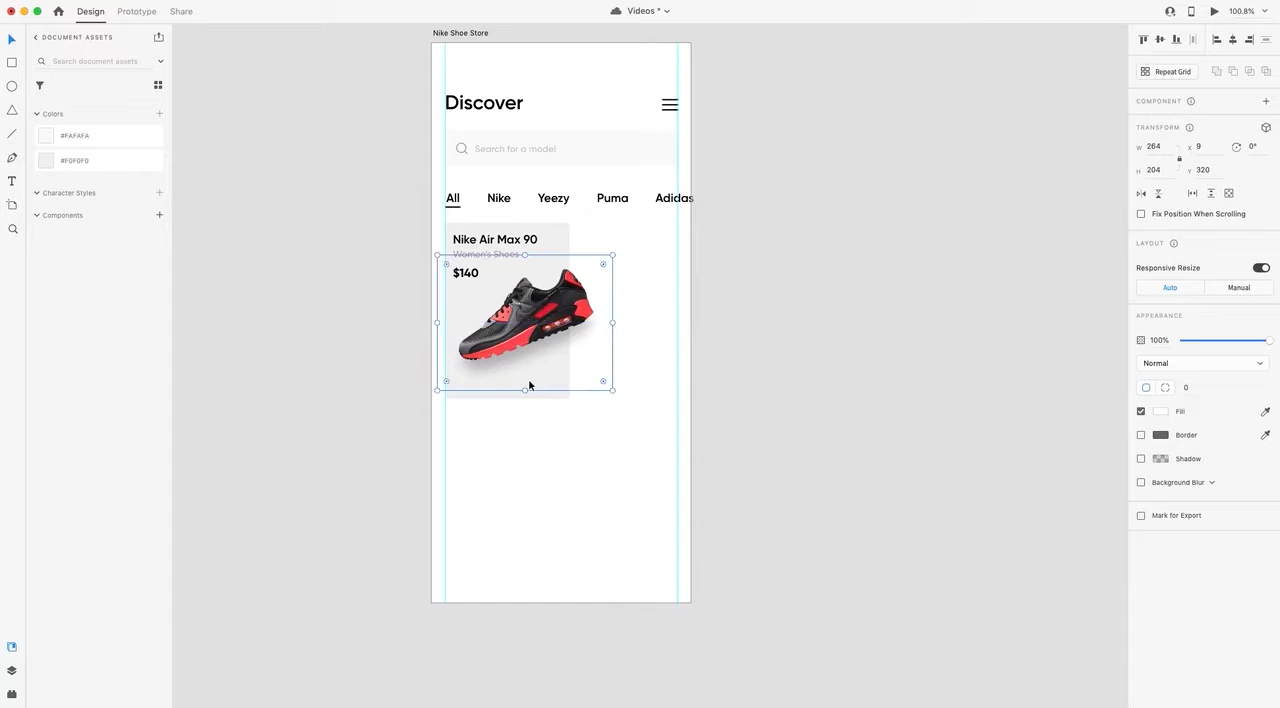 Design
Prototype
Share
Videos *
100.8%
DOCUMENT ASSETS
Search document assets
Colors
#FAFAFA
#F0F0F0
Character Styles
Components
Nike Shoe Store
Discover
Search for a model
All Nike Yeezy Puma Adidas
Nike Air Max 90
Women's Shoes
$140
Repeat Grid
COMPONENT
TRANSFORM
W 264 X 9 0°
H 204 Y 320
Fix Position When Scrolling
LAYOUT
Responsive Resize
Auto Manual
APPEARANCE
100%
Normal
0
Fill
Border
Shadow
Background Blur
Mark for Export